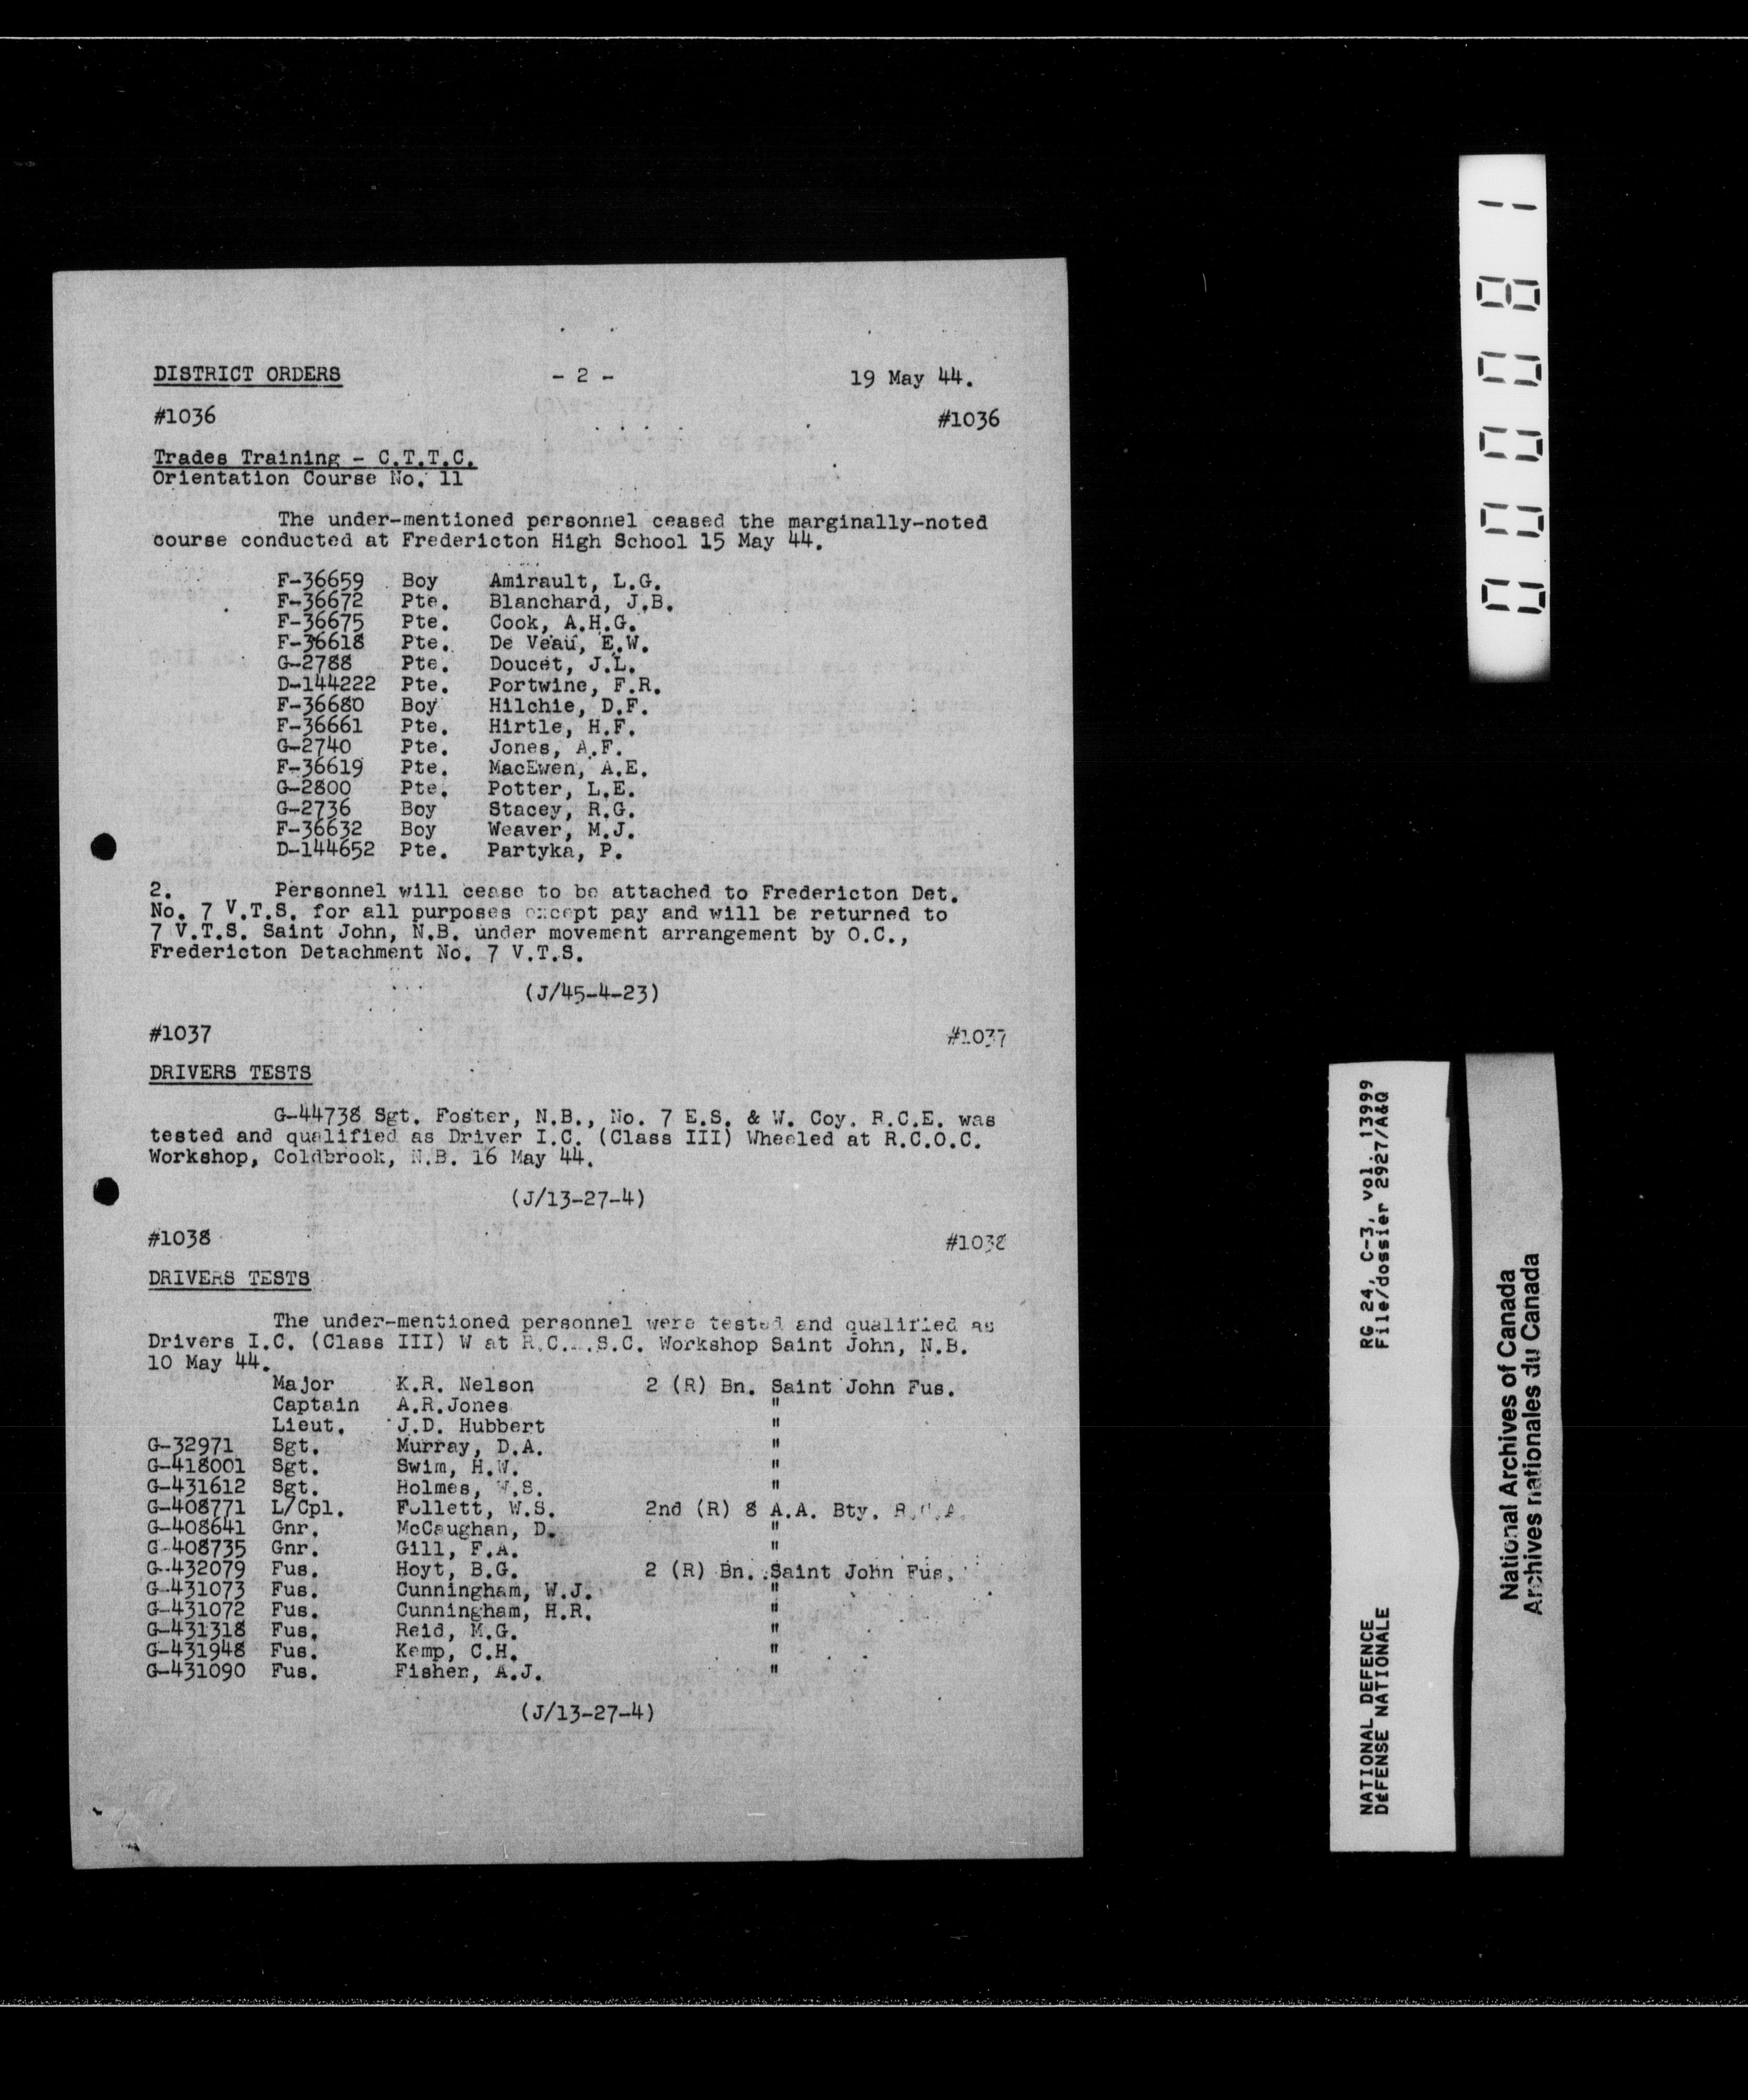 DISTRICT ORDERS - 2 - 19 May 44.
#1036 #1036
Trades Training - C.T.T.C.
Orientation Course No. 11
The under-mentioned personnel ceased the marginally-noted
course conducted at Fredericton High School 15 May 44.
F-36659 Boy Amirault, L.G.
F-36672 Pte. Blanchard, J.B.
F-36675 Pte. Cook, A.H.G.
F-36618 Pte. De Veau, E.W.
G-2788 Pte. Doucet, J.L.
D-144222 Pte. Portwine, F.R.
F-36680 Boy Hilchie, D.F.
F-36661 Pte. Hirtle, H.F.
G-2740 Pte. Jones, A.F.
F-36619 Pte. MacEwen, A.E.
G-2800 Pte. Potter, L.E.
G-2736 Boy Stacey, R.G.
F-36632 Boy Weaver, M.J.
D-144652 Pte. Partyka, P.
2. Personnel will cease to be attached to Fredericton Det.
No. 7 V.T.S. for all purposes except pay and will be returned to
7 V.T.S. Saint John, N.B. under movement arrangement by O.C.,
Fredericton Detachment No. 7 V.T.S.
(J/45-4-23)
#1037 #1037
DRIVERS TESTS
G-44738 Sgt. Foster, N.B., No. 7 E.S. & W. Coy. R.C.E. was
tested and qualified as Driver I.C. (Class III) Wheeled at R.C.O.C.
Workshop, Coldbrook, N.B. 16 May 44.
(J/13-27-4)
#1038 #1038
DRIVERS TESTS
The under-mentioned personnel were tested and qualified as
Drivers I.C. (Class III) W at Workshop Saint John, N.B.
10 May 44.
Major K.R. Nelson 2 (R) Bn. Saint John Fus.
Captain A.R.Jones "
Lieut. J.D. Hubbert "
G-32971 Sgt. Murray, D.A. "
G-418001 Sgt. Swim, H.W. "
G-431612 Sgt. Holmes, W.S. "
G-408771 L/Cpl. Follett, W.S. 2nd (R) 8 A.A. Bty. R.C.A.
G-408641 Gnr. McCaughan, D. "
G-408735 Gnr. Gill, F.A. "
G-432079 Fus. Hoyt, B.G. 2 (R) Bn. Saint John Fus.
G-431073 Fus. Cunningham, W.J. "
G-431072 Fus. Cunningham, H.R. "
G-431318 Fus. Reid, M.G. "
G-431948 Fus. Kemp, C.H. "
G-431090 Fus. Fisher, A.J. "
(J/13-27-4)
000081
NATIONAL DEFENCE RG 24, C-3, vol. 13999
DéFENSE NATIONALE File/dossier 2927/A&Q
National Archives of Canada
Archives nationales du Canada